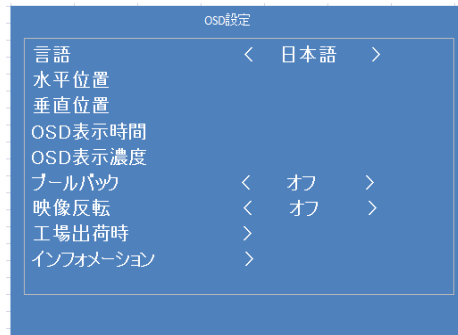 OSD設定
言語 < 日本語 >
水平位置
垂直位置
OSD表示時間
OSD表示濃度
プールパック < オフ >
映像反転 < オフ >
工場出荷時 >
インフォメーション >